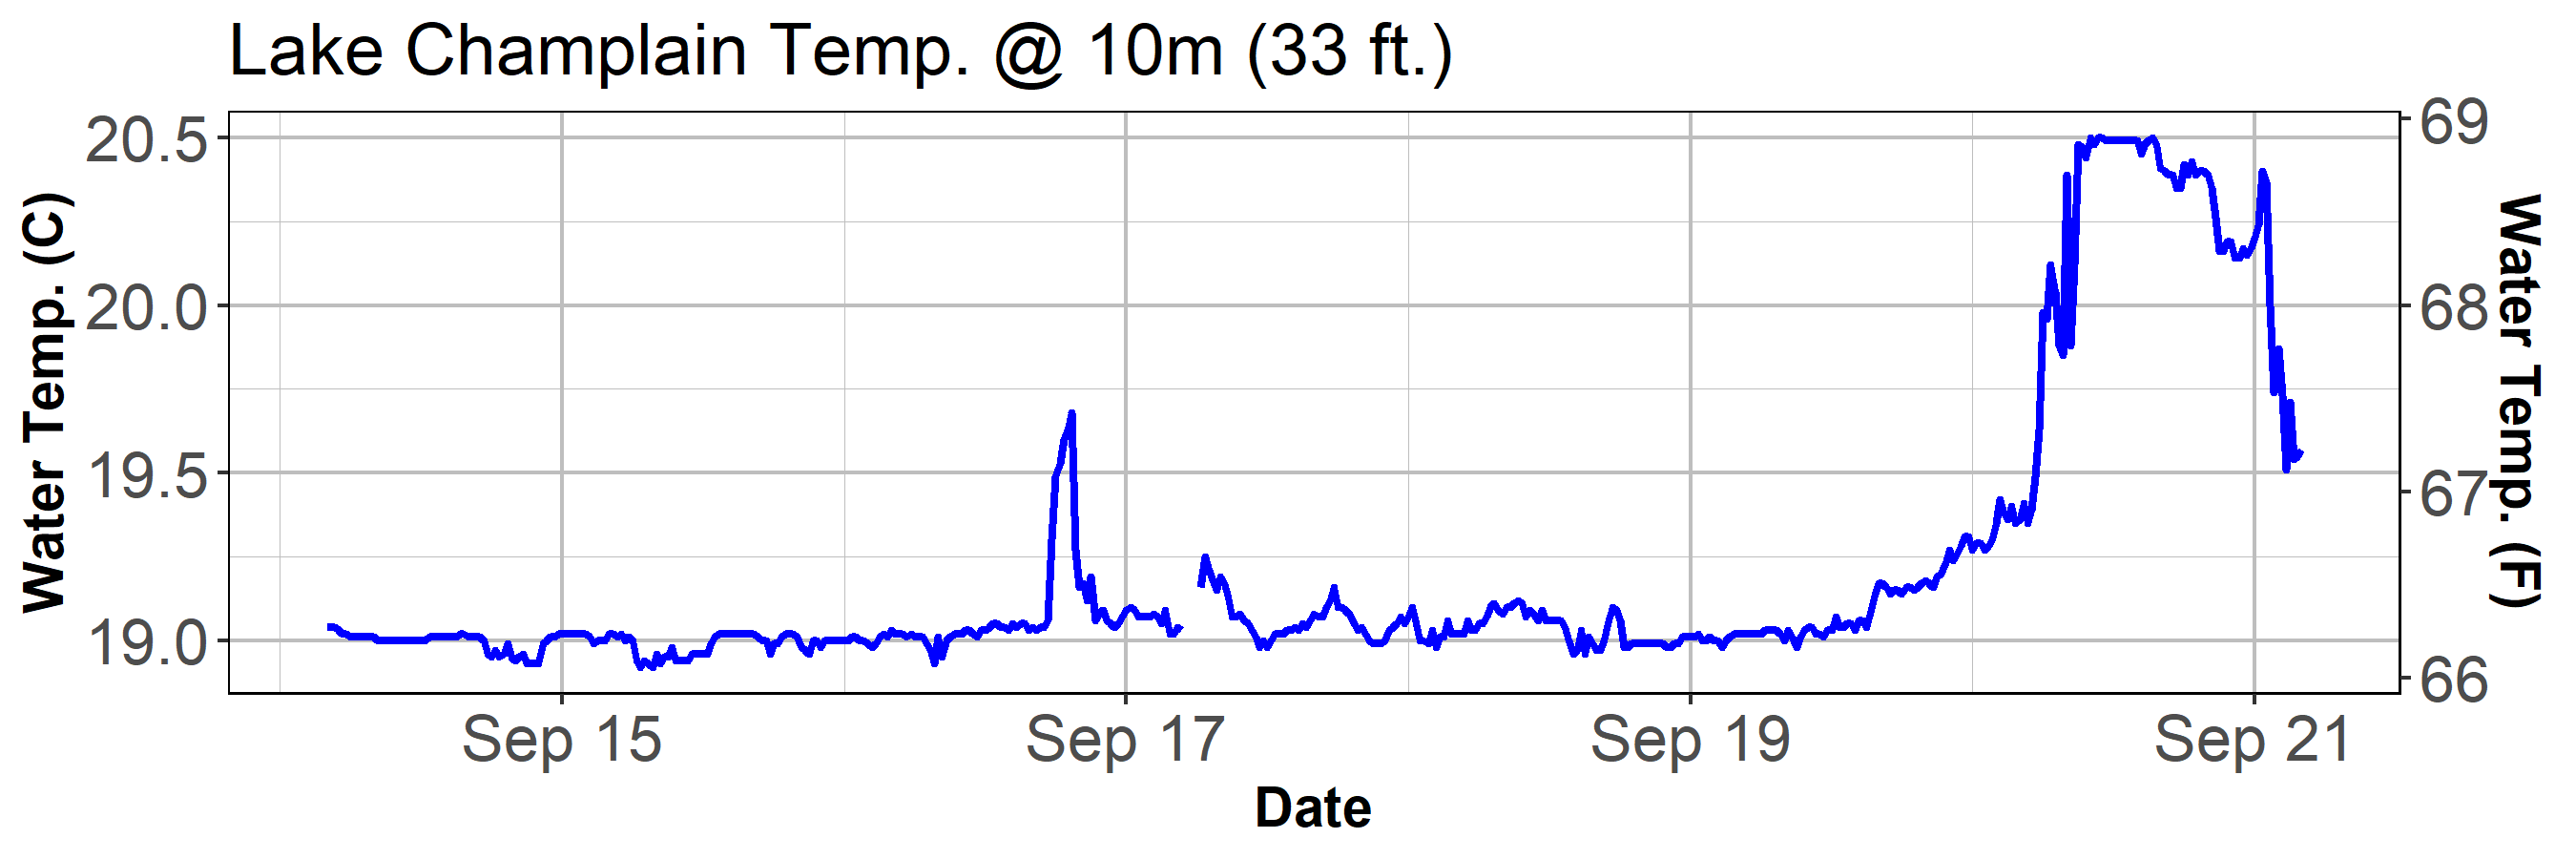 Lake Champlain Temp. @ 10m (33 ft.)
Water Temp. (C)
20.5
20.0
19.5
19.0
69
68
67
66
Water Temp. (F)
Sep 15
Sep 17
Sep 19
Sep 21
Date